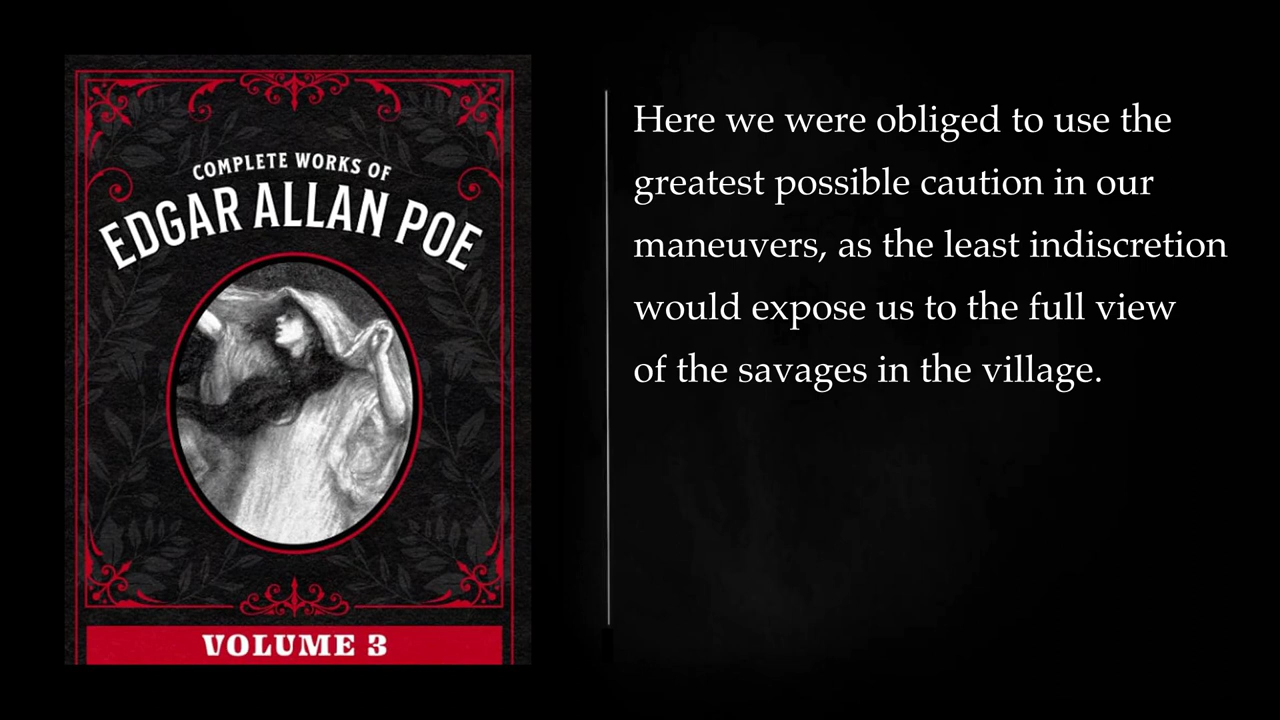 COMPLETE WORKS OF
EDGAR ALLAN POE
VOLUME 3
Here we were obliged to use the
greatest possible caution in our
maneuvers, as the least indiscretion
would expose us to the full view
of the savages in the village.